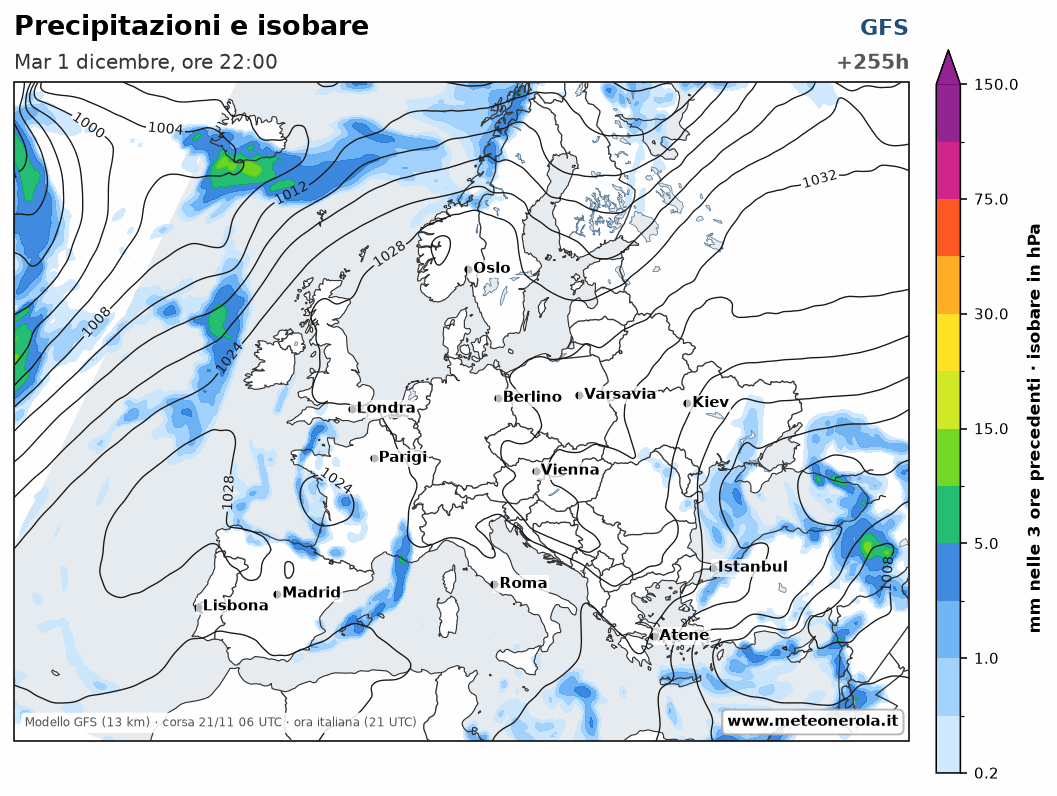 Precipitazioni e isobare
GFS
Mar 1 dicembre, ore 22:00
+255h
1000
1004
1012
1032
1028
1008
1024
Oslo
Berlino
Varsavia
Kiev
Londra
Parigi
Vienna
1024
1028
Istanbul
1008
Roma
Madrid
Lisbona
Atene
Modello GFS (13 km) · corsa 21/11 06 UTC · ora italiana (21 UTC)
www.meteonerola.it
150.0
75.0
30.0
15.0
5.0
1.0
0.2
mm nelle 3 ore precedenti · isobare in hPa